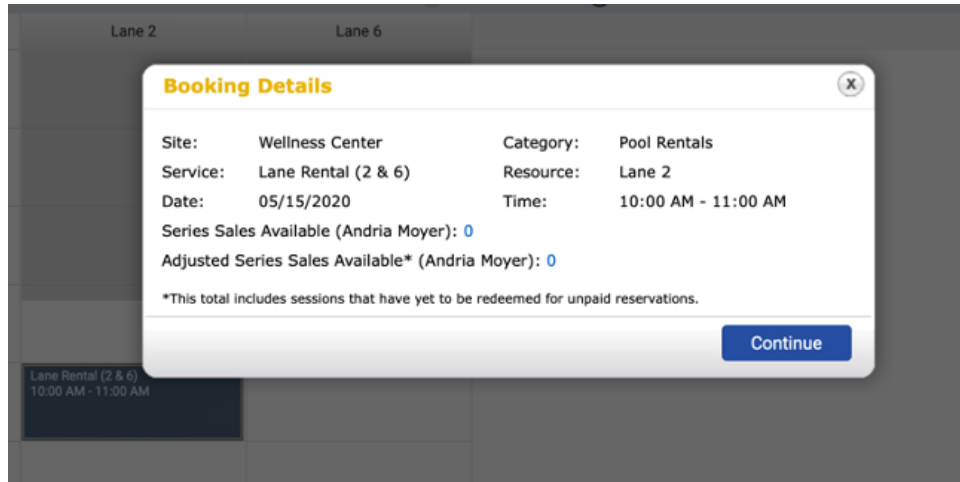 Lane 2 Lane 6
Booking Details X
Site: Wellness Center Category: Pool Rentals
Service: Lane Rental (2 & 6) Resource: Lane 2
Date: 05/15/2020 Time: 10:00 AM - 11:00 AM
Series Sales Available (Andria Moyer): 0
Adjusted Series Sales Available* (Andria Moyer): 0
*This total includes sessions that have yet to be redeemed for unpaid reservations.
Continue
Lane Rental (2 & 6)
10:00 AM - 11:00 AM